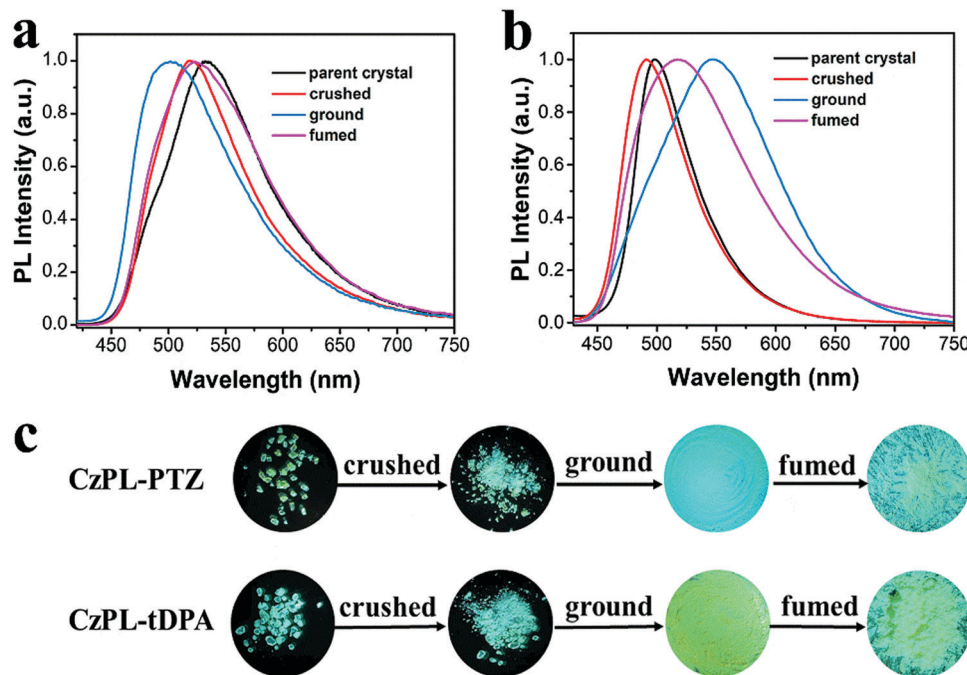 a
PL Intensity (a.u.)
1.0
0.8
0.6
0.4
0.2
0.0
450 500 550 600 650 700 750
Wavelength (nm)
parent crystal
crushed
ground
fumed
b
PL Intensity (a.u.)
1.0
0.8
0.6
0.4
0.2
0.0
450 500 550 600 650 700 750
Wavelength (nm)
parent crystal
crushed
ground
fumed
c
CzPL-PTZ crushed ground fumed
CzPL-tDPA crushed ground fumed